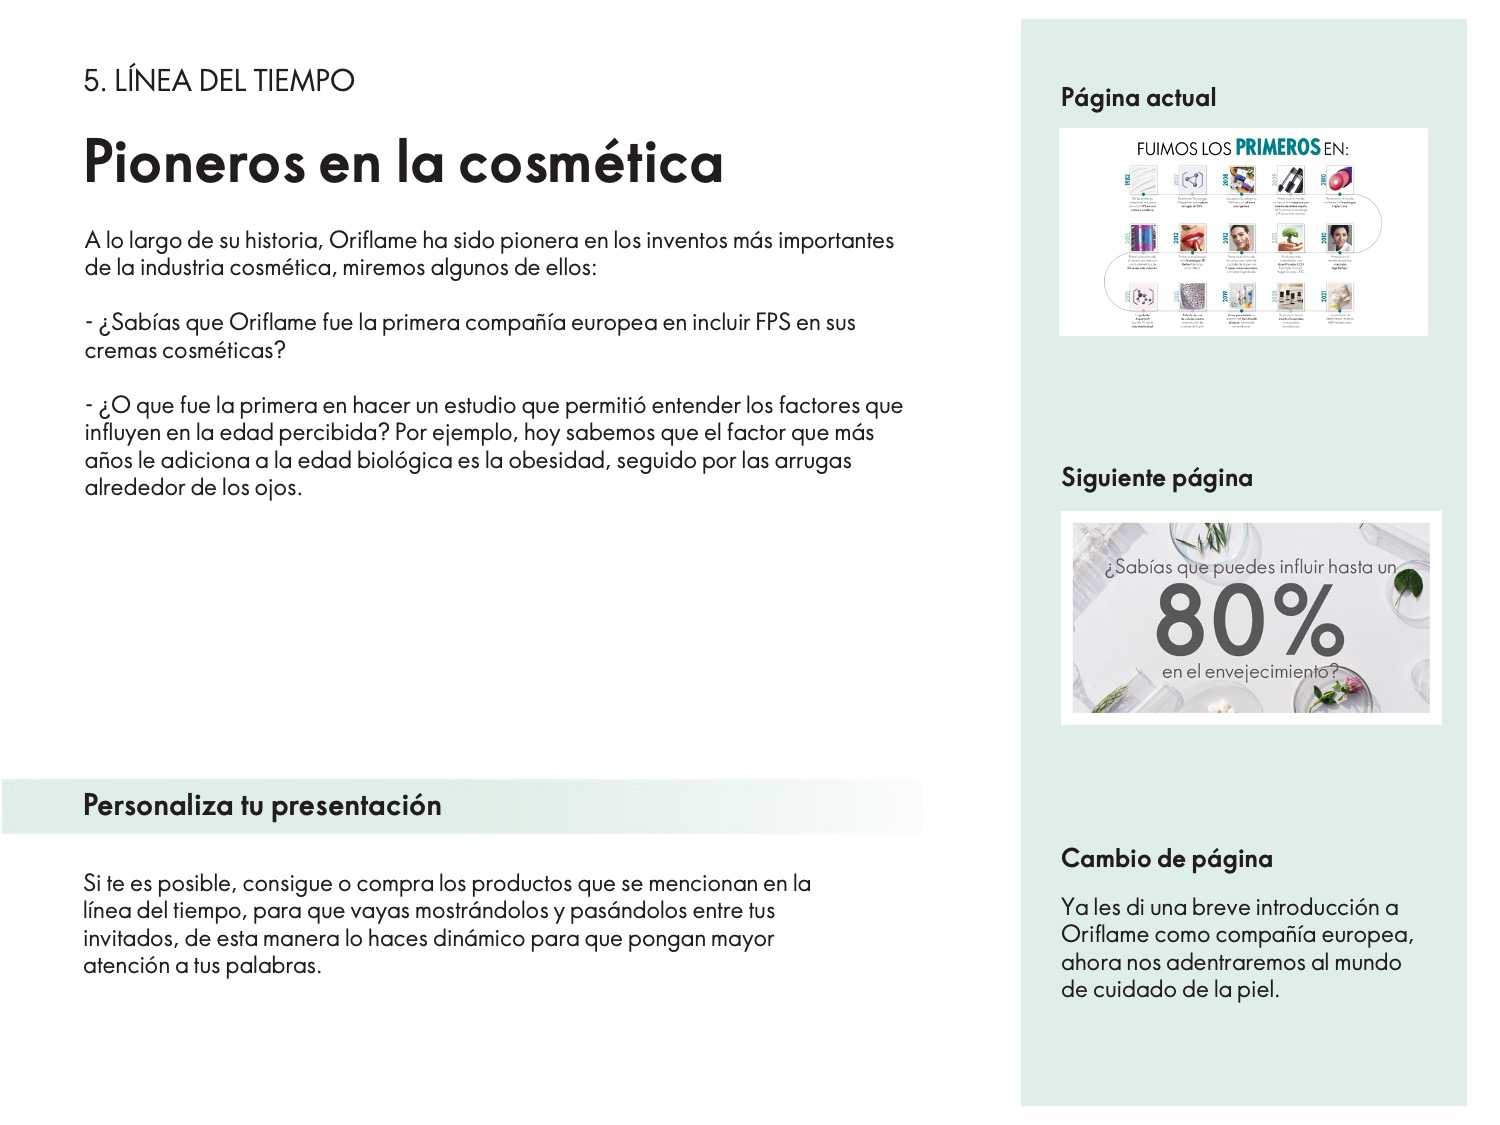 5. LÍNEA DEL TIEMPO
Pioneros en la cosmética
A lo largo de su historia, Oriflame ha sido pionera en los inventos más importantes
de la industria cosmética, miremos algunos de ellos:
- ¿Sabías que Oriflame fue la primera compañía europea en incluir FPS en sus
cremas cosméticas?
- ¿O que fue la primera en hacer un estudio que permitió entender los factores que
influyen en la edad percibida? Por ejemplo, hoy sabemos que el factor que más
años le adiciona a la edad biológica es la obesidad, seguido por las arrugas
alrededor de los ojos.
Personaliza tu presentación
Si te es posible, consigue o compra los productos que se mencionan en la
línea del tiempo, para que vayas mostrándolos y pasándolos entre tus
invitados, de esta manera lo haces dinámico para que pongan mayor
atención a tus palabras.
Página actual
FUIMOS LOS PRIMEROS EN:
Siguiente página
¿Sabías que puedes influir hasta un
80%
en el envejecimiento?
Cambio de página
Ya les di una breve introducción a
Oriflame como compañía europea,
ahora nos adentraremos al mundo
de cuidado de la piel.